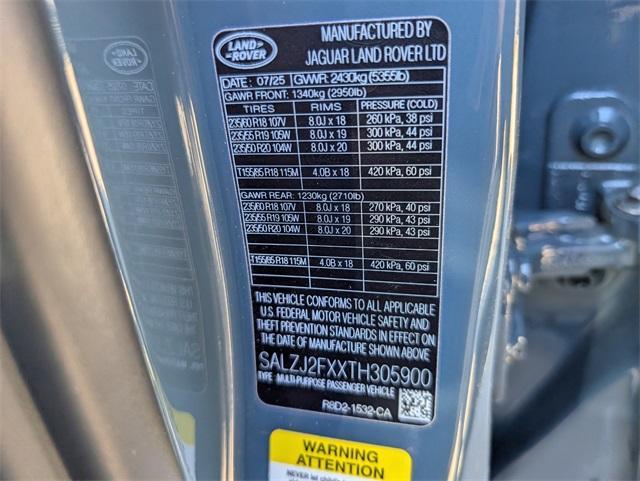 LAND ROVER
MANUFACTURED BY
JAGUAR LAND ROVER LTD
DATE : 07/25 GVWR: 2430kg (5355lb)
GAWR FRONT: 1340kg (2950lb)
TIRES RIMS PRESSURE (COLD)
235/60 R18 107V 8.0J x 18 260 kPa, 38 psi
235/55 R19 105W 8.0J x 19 300 kPa, 44 psi
235/50 R20 104W 8.0J x 20 300 kPa, 44 psi
T155/85 R18 115M 4.0B x 18 420 kPa, 60 psi
GAWR REAR: 1230kg (2710lb)
235/60 R18 107V 8.0J x 18 270 kPa, 40 psi
235/55 R19 105W 8.0J x 19 290 kPa, 43 psi
235/50 R20 104W 8.0J x 20 290 kPa, 43 psi
T155/85 R18 115M 4.0B x 18 420 kPa, 60 psi
THIS VEHICLE CONFORMS TO ALL APPLICABLE
U.S. FEDERAL MOTOR VEHICLE SAFETY AND
THEFT PREVENTION STANDARDS IN EFFECT ON
THE DATE OF MANUFACTURE SHOWN ABOVE
SALZJ2FXXTH305900
TYPE: MULTI PURPOSE PASSENGER VEHICLE
R8D2-1532-CA
WARNING
ATTENTION
NEVER let